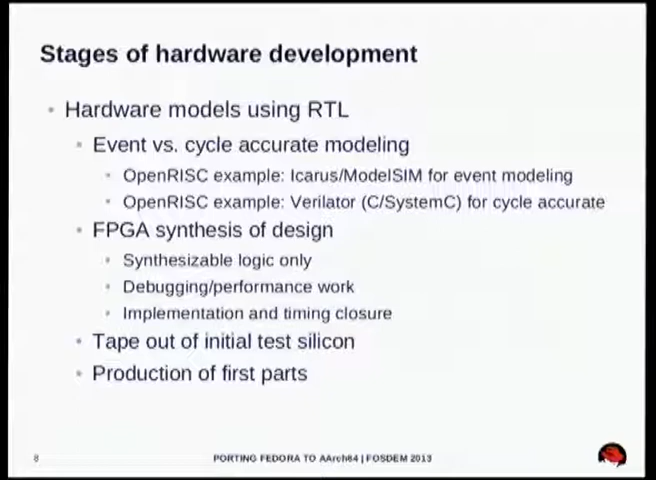 Stages of hardware development
Hardware models using RTL
Event vs. cycle accurate modeling
OpenRISC example: Icarus/ModelSIM for event modeling
OpenRISC example: Verilator (C/SystemC) for cycle accurate
FPGA synthesis of design
Synthesizable logic only
Debugging/performance work
Implementation and timing closure
Tape out of initial test silicon
Production of first parts
8
PORTING FEDORA TO AArch64 | FOSDEM 2013